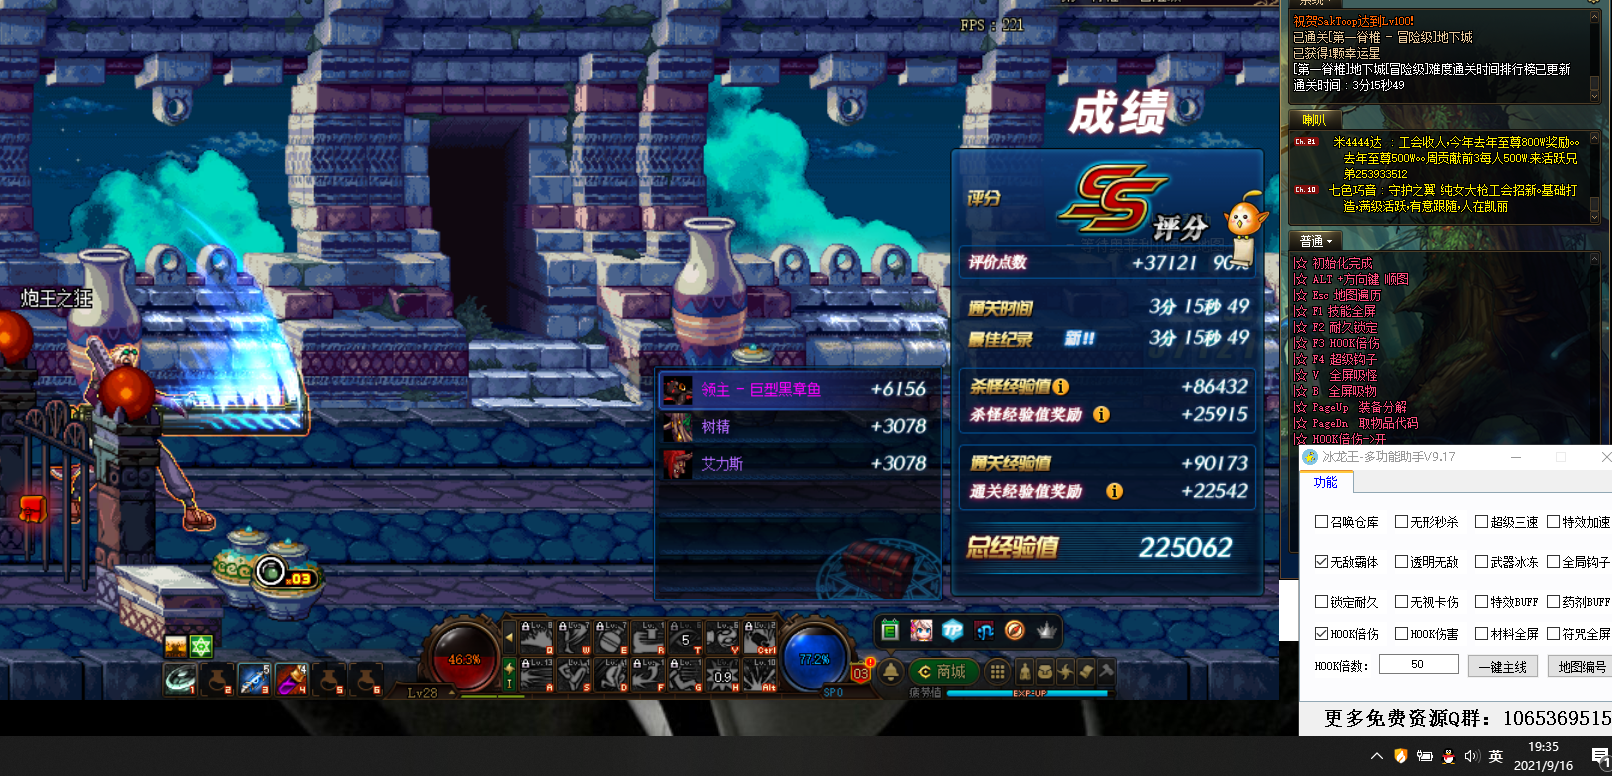 FPS : 221
炮王之狂
成绩
评分
SS 评分
评价点数 +37121 90%
通关时间 3分 15秒 49
最佳纪录 新!! 3分 15秒 49
杀怪经验值 +86432
杀怪经验值奖励 +25915
通关经验值 +90173
通关经验值奖励 +22542
总经验值 225062
领主 - 巨型黑章鱼 +6156
树精 +3078
艾力斯 +3078
x03
46.3%
77.2%
Lv28
SP0
03
TP
商城
疲劳值
EXP-UP
祝贺SakToop达到Lv100!
已通关[第一脊椎 - 冒险级]地下城
已获得1颗幸运星
[第一脊椎]地下城[冒险级]难度通关时间排行榜已更新
通关时间：3分15秒49
喇叭
Ch.21 米4444达 ：工会收人,今年去年至尊800W奖励。。
去年至尊500W。。周贡献前3每人500W.来活跃兄
弟253933512
Ch.10 七色巧音：守护之翼 纯女大枪工会招新。基础打
造,满级活跃,有意跟随,人在凯丽
普通
|☆ 初始化完成
|☆ ALT +方向键 顺图
|☆ Esc 地图遍历
|☆ F1 技能全屏
|☆ F2 耐久锁定
|☆ F3 HOOK倍伤
|☆ F4 超级钩子
|☆ V 全屏吸怪
|☆ B 全屏吸物
|☆ PageUp 装备分解
|☆ PageDn 取物品代码
|☆ HOOK倍伤->开
冰龙王-多功能助手V9.17
功能
召唤仓库 无形秒杀 超级三速 特效加速
无敌霸体 透明无敌 武器冰冻 全局钩子
锁定耐久 无视卡伤 特效BUFF 药剂BUFF
HOOK倍伤 HOOK伤害 材料全屏 符咒全屏
HOOK倍数: 50 一键主线 地图编号
更多免费资源Q群：1065369515
英
19:35
2021/9/16
1